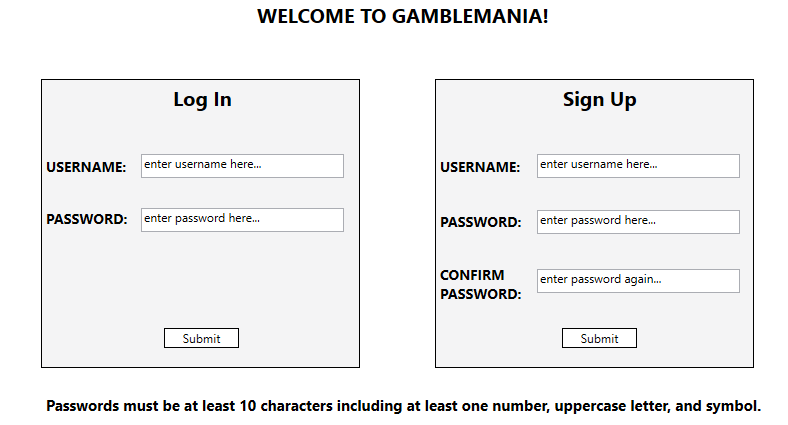 WELCOME TO GAMBLEMANIA!
Log In
USERNAME: enter username here...
PASSWORD: enter password here...
Submit
Sign Up
USERNAME: enter username here...
PASSWORD: enter password here...
CONFIRM
PASSWORD: enter password again...
Submit
Passwords must be at least 10 characters including at least one number, uppercase letter, and symbol.